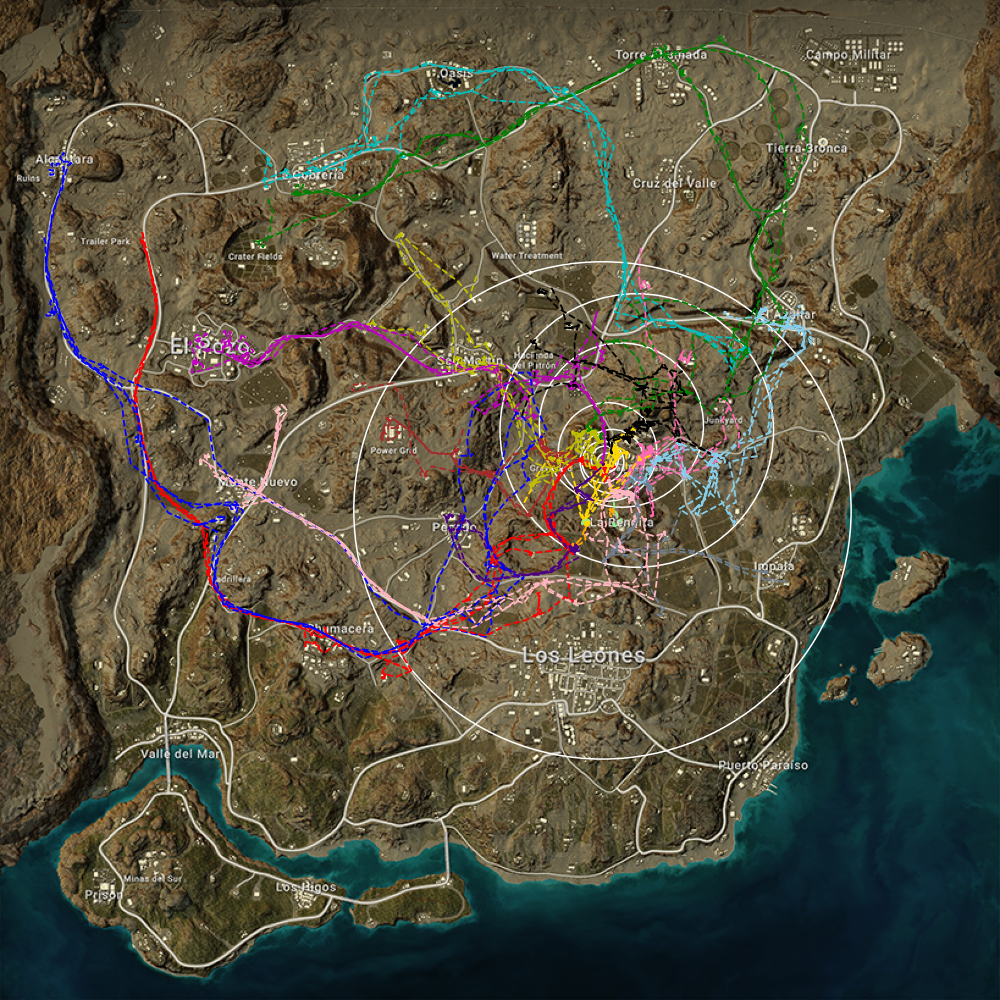 Torre Ahumada
Campo Militar
Oasis
Alcantara
Tierra Bronca
Ruins
Cobreria
Cruz del Valle
Trailer Park
Crater Fields
Water Treatment
El Azahar
El Pozo
San Martin
Hacienda
del Patron
Junkyard
Power Grid
Monte Nuevo
Pecado
La Bendita
Impala
Ladrillera
Chumacera
Los Leones
Valle del Mar
Puerto Paraiso
Minas del Sur
Prison
Los Higos